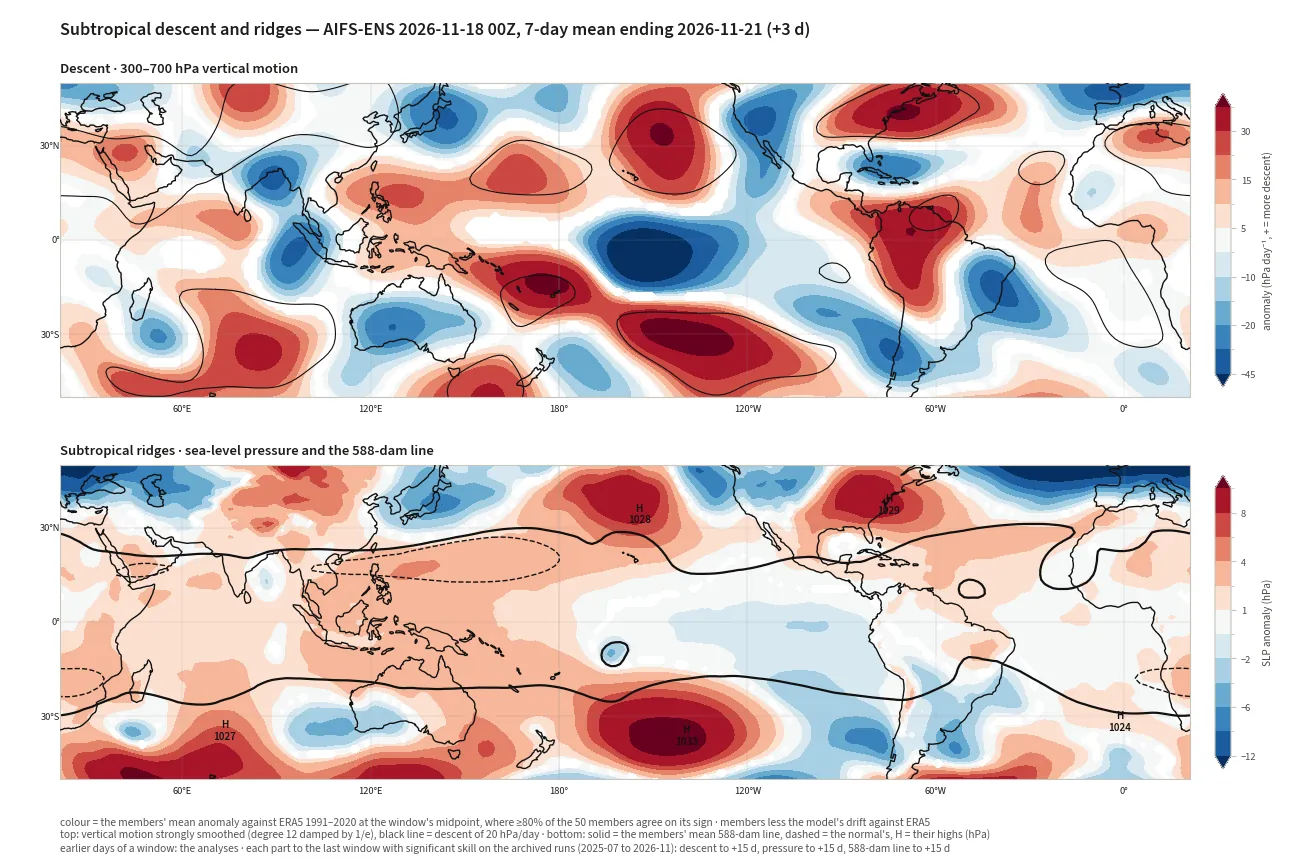 Subtropical descent and ridges — AIFS-ENS 2026-11-18 00Z, 7-day mean ending 2026-11-21 (+3 d)
Descent · 300–700 hPa vertical motion
30°N
0°
30°S
60°E
120°E
180°
120°W
60°W
0°
30
15
5
−10
−20
−45
anomaly (hPa day⁻¹, + = more descent)
Subtropical ridges · sea-level pressure and the 588-dam line
30°N
0°
30°S
H
1028
H
1029
H
1027
H
1033
H
1024
60°E
120°E
180°
120°W
60°W
0°
8
4
1
−2
−6
−12
SLP anomaly (hPa)
colour = the members' mean anomaly against ERA5 1991–2020 at the window's midpoint, where ≥80% of the 50 members agree on its sign · members less the model's drift against ERA5
top: vertical motion strongly smoothed (degree 12 damped by 1/e), black line = descent of 20 hPa/day · bottom: solid = the members' mean 588-dam line, dashed = the normal's, H = their highs (hPa)
earlier days of a window: the analyses · each part to the last window with significant skill on the archived runs (2025-07 to 2026-11): descent to +15 d, pressure to +15 d, 588-dam line to +15 d